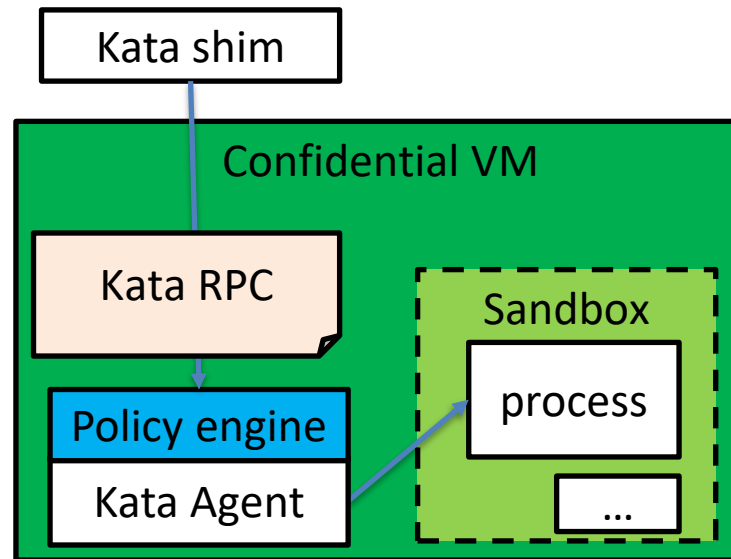 Kata shim
Confidential VM
Kata RPC
Sandbox
process
Policy engine
Kata Agent
...